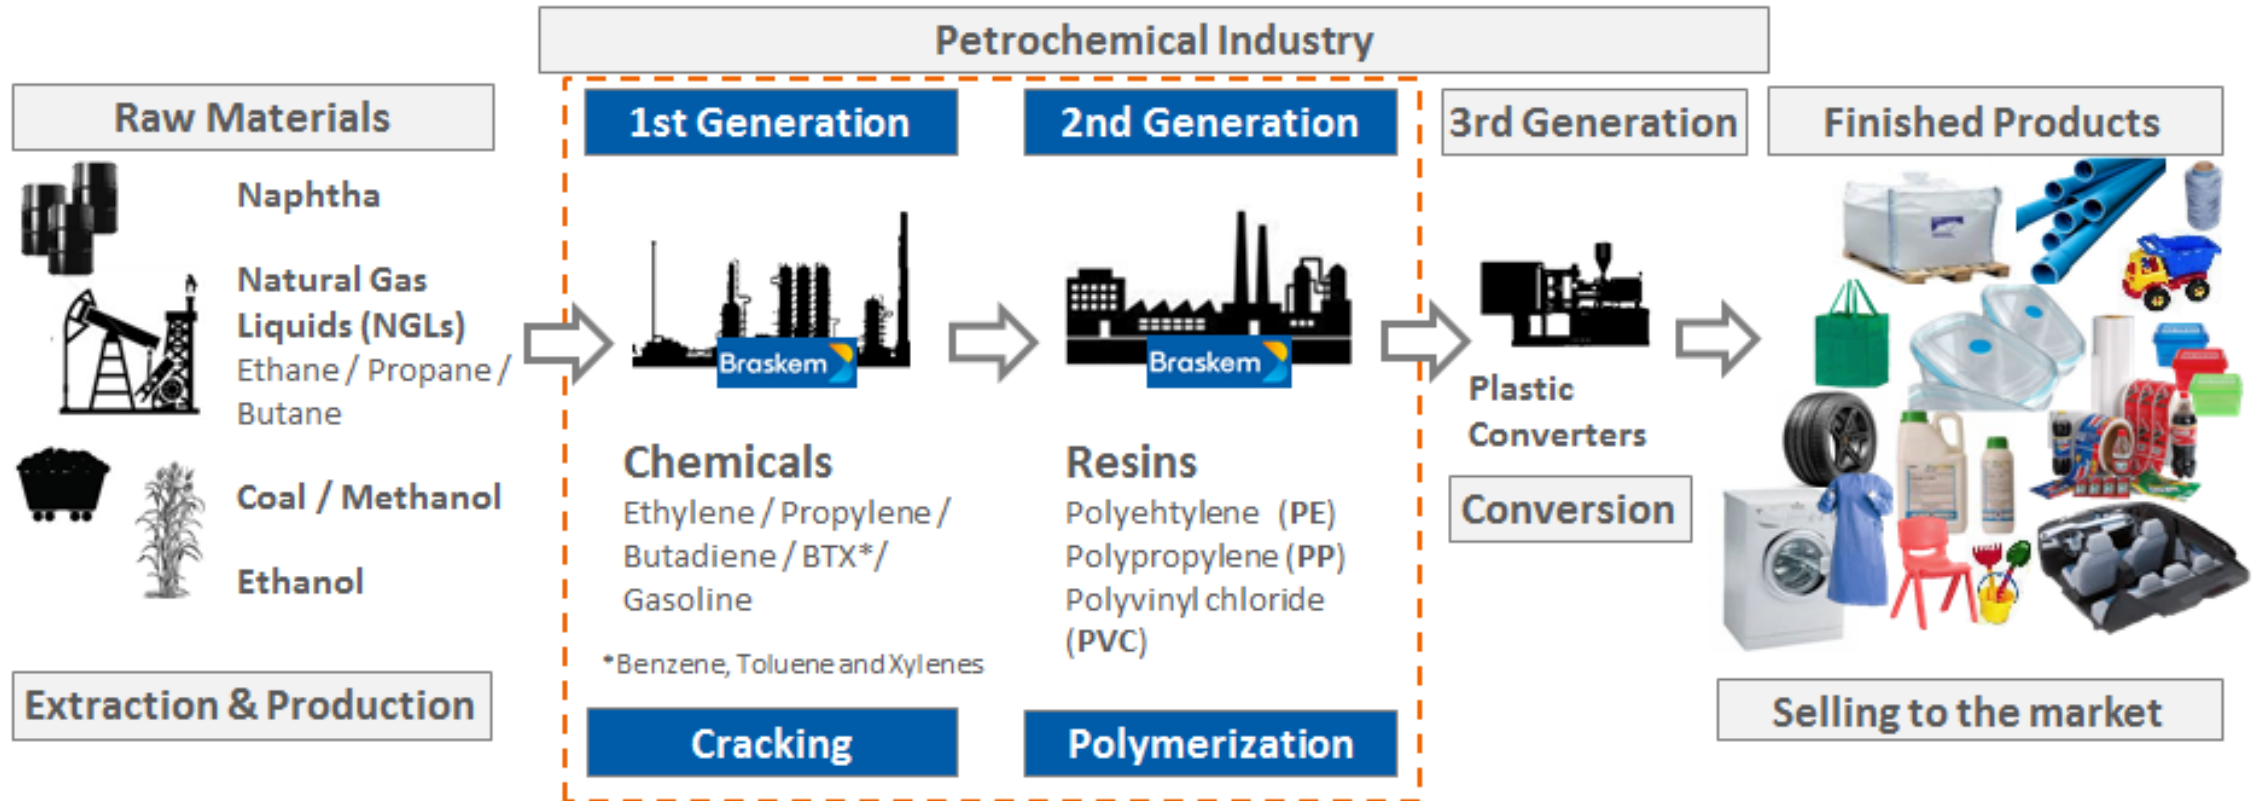 Petrochemical Industry
Raw Materials
1st Generation
2nd Generation
3rd Generation
Finished Products
Naphtha
Natural Gas
Liquids (NGLs)
Ethane / Propane /
Butane
Coal / Methanol
Ethanol
Extraction & Production
Braskem
Chemicals
Ethylene / Propylene /
Butadiene / BTX*/
Gasoline
*Benzene, Toluene and Xylenes
Cracking
Braskem
Resins
Polyehtylene (PE)
Polypropylene (PP)
Polyvinyl chloride
(PVC)
Polymerization
Plastic
Converters
Conversion
Selling to the market